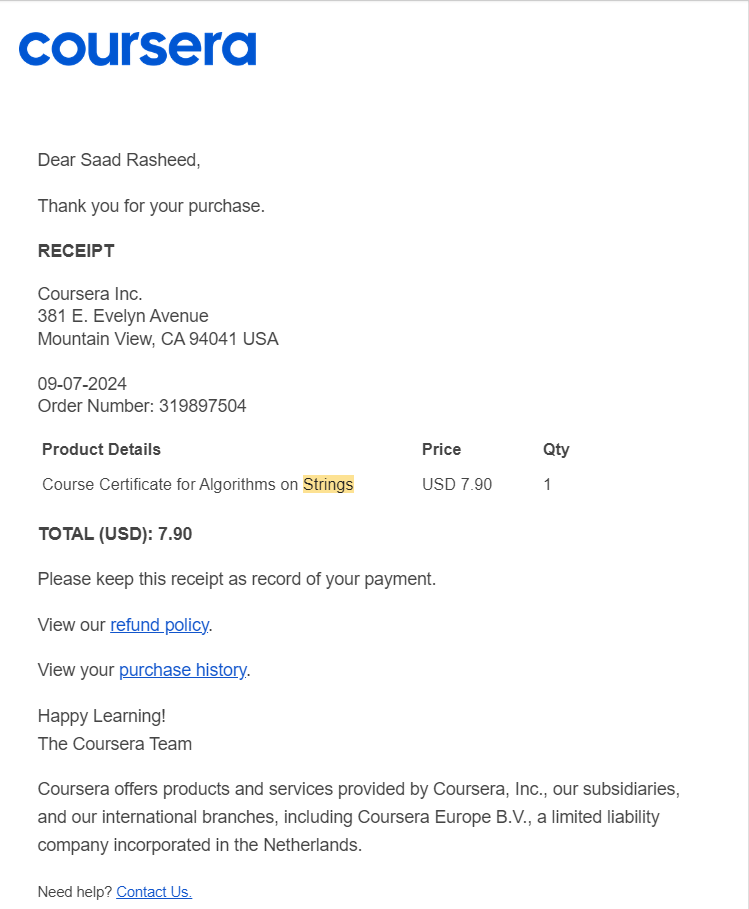 coursera
Dear Saad Rasheed,
Thank you for your purchase.
RECEIPT
Coursera Inc.
381 E. Evelyn Avenue
Mountain View, CA 94041 USA
09-07-2024
Order Number: 319897504
Product Details Price Qty
Course Certificate for Algorithms on Strings USD 7.90 1
TOTAL (USD): 7.90
Please keep this receipt as record of your payment.
View our refund policy.
View your purchase history.
Happy Learning!
The Coursera Team
Coursera offers products and services provided by Coursera, Inc., our subsidiaries,
and our international branches, including Coursera Europe B.V., a limited liability
company incorporated in the Netherlands.
Need help? Contact Us.